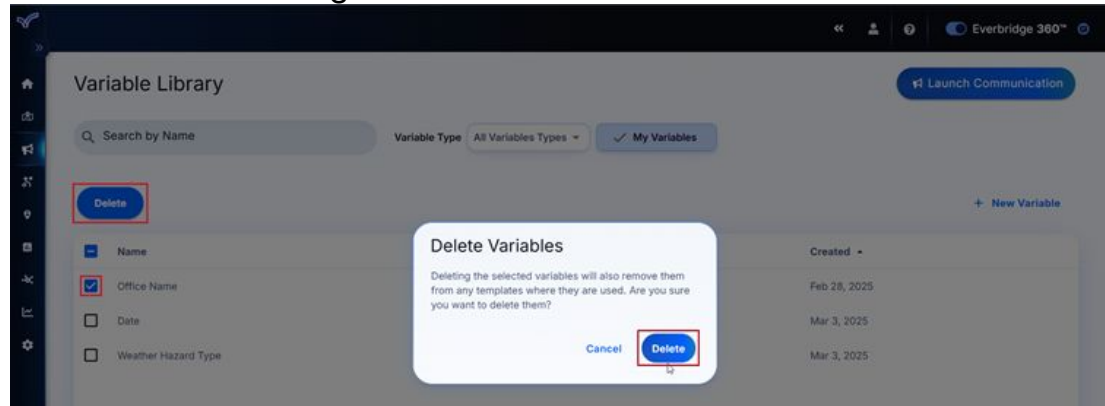 Everbridge 360™
Variable Library
Launch Communication
Search by Name
Variable Type
All Variables Types
My Variables
Delete
+ New Variable
Name
Created
Office Name
Feb 28, 2025
Date
Mar 3, 2025
Weather Hazard Type
Mar 3, 2025
Delete Variables
Deleting the selected variables will also remove them
from any templates where they are used. Are you sure
you want to delete them?
Cancel
Delete